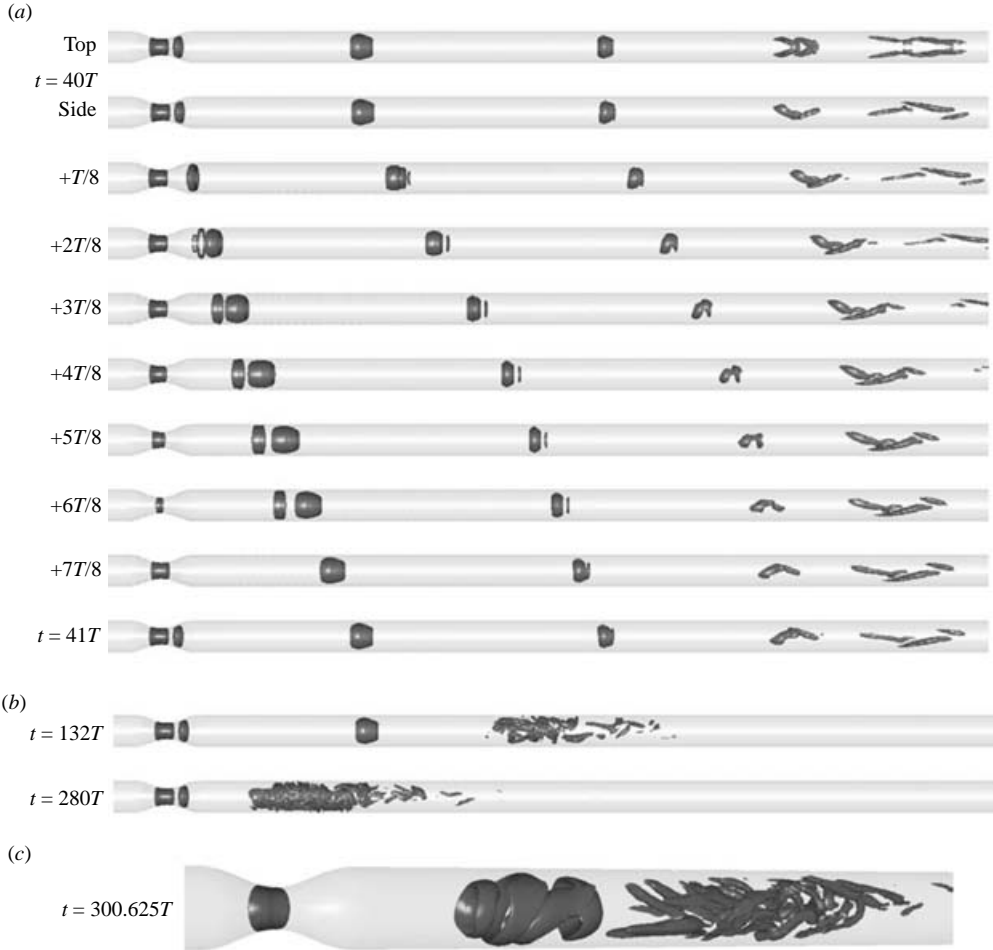 (a)
Top
t = 40T
Side
+T/8
+2T/8
+3T/8
+4T/8
+5T/8
+6T/8
+7T/8
t = 41T
(b)
t = 132T
t = 280T
(c)
t = 300.625T